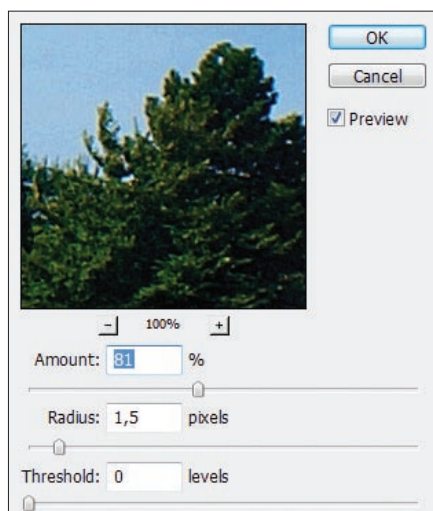 OK
Cancel
Preview
- 100% +
Amount: 81 %
Radius: 1,5 pixels
Threshold: 0 levels